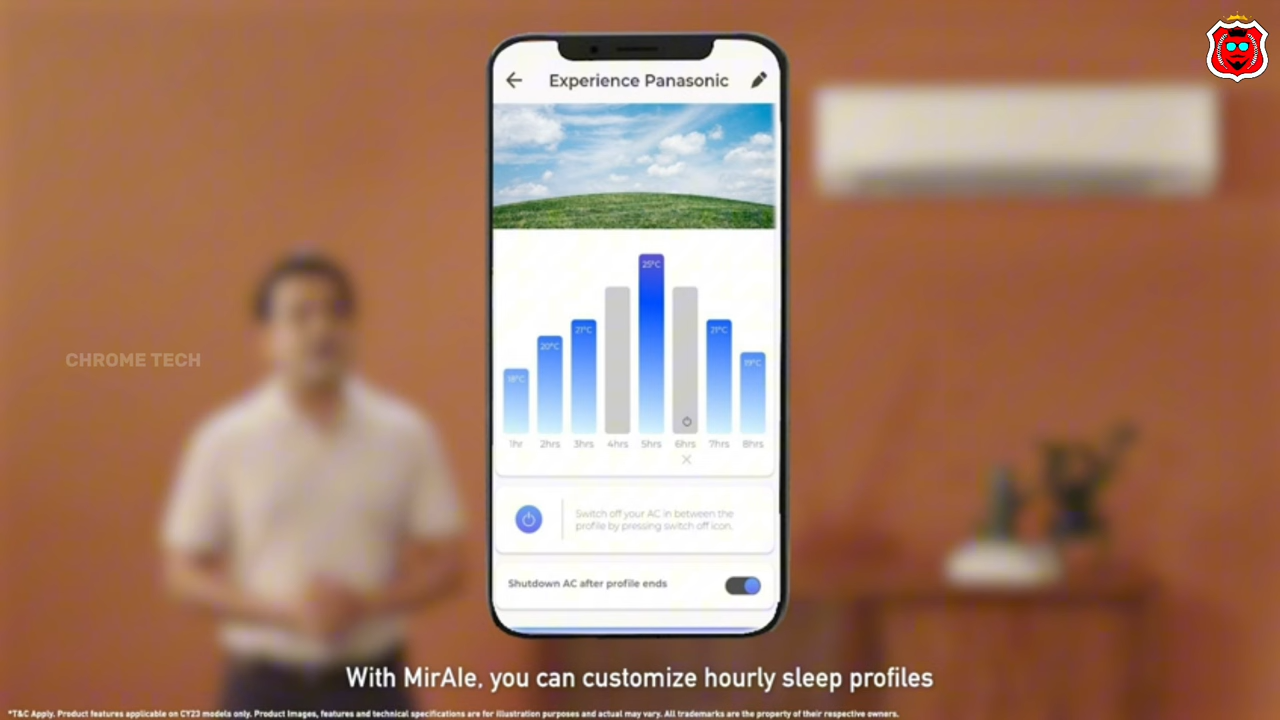 Experience Panasonic
25°C
21°C
21°C
20°C
19°C
18°C
1hr 2hrs 3hrs 4hrs 5hrs 6hrs 7hrs 8hrs
CHROME TECH
Switch off your AC in between the
profile by pressing switch off icon.
Shutdown AC after profile ends
With MirAIe, you can customize hourly sleep profiles
*T&C Apply. Product features applicable on CY23 models only. Product Images, features and technical specifications are for illustration purposes and actual may vary. All trademarks are the property of their respective owners.